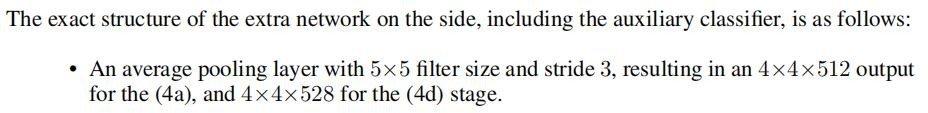 The exact structure of the extra network on the side, including the auxiliary classifier, is as follows:
• An average pooling layer with 5×5 filter size and stride 3, resulting in an 4×4×512 output
for the (4a), and 4×4×528 for the (4d) stage.